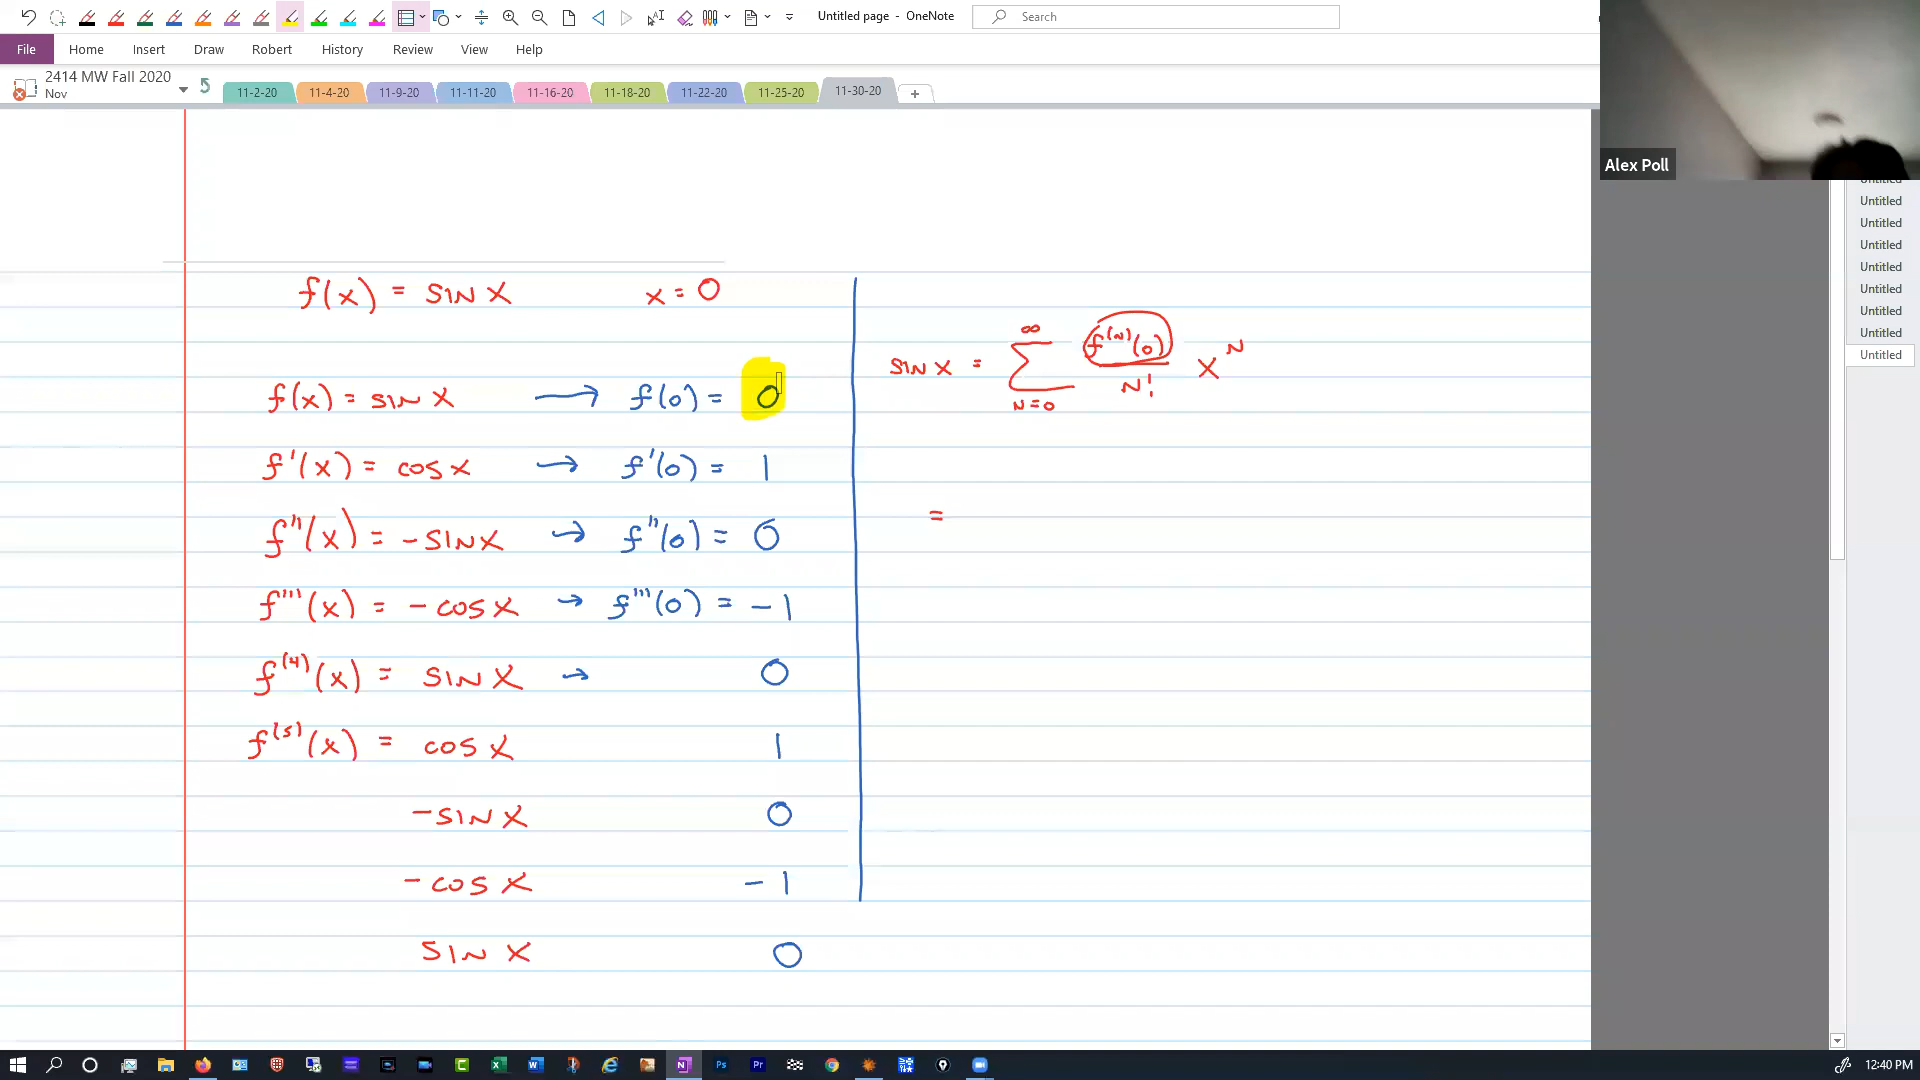 Untitled page - OneNote
Search
File Home Insert Draw Robert History Review View Help
2414 MW Fall 2020
Nov
11-2-20 11-4-20 11-9-20 11-11-20 11-16-20 11-18-20 11-22-20 11-25-20 11-30-20 +
Alex Poll
Untitled
Untitled
Untitled
Untitled
Untitled
Untitled
Untitled
Untitled
Untitled
f(x) = SIN X x = 0
f(x) = SIN X → f(0) = 0
f'(x) = COS X → f'(0) = 1
f''(x) = -SIN X → f''(0) = 0
f'''(x) = -COS X → f'''(0) = -1
f⁽⁴⁾(x) = SIN X → 0
f⁽⁵⁾(x) = COS X 1
-SIN X 0
-COS X -1
SIN X 0
SIN X = ∑ N=0 ∞ f⁽ᴺ⁾(0) / N! Xᴺ
=
12:40 PM